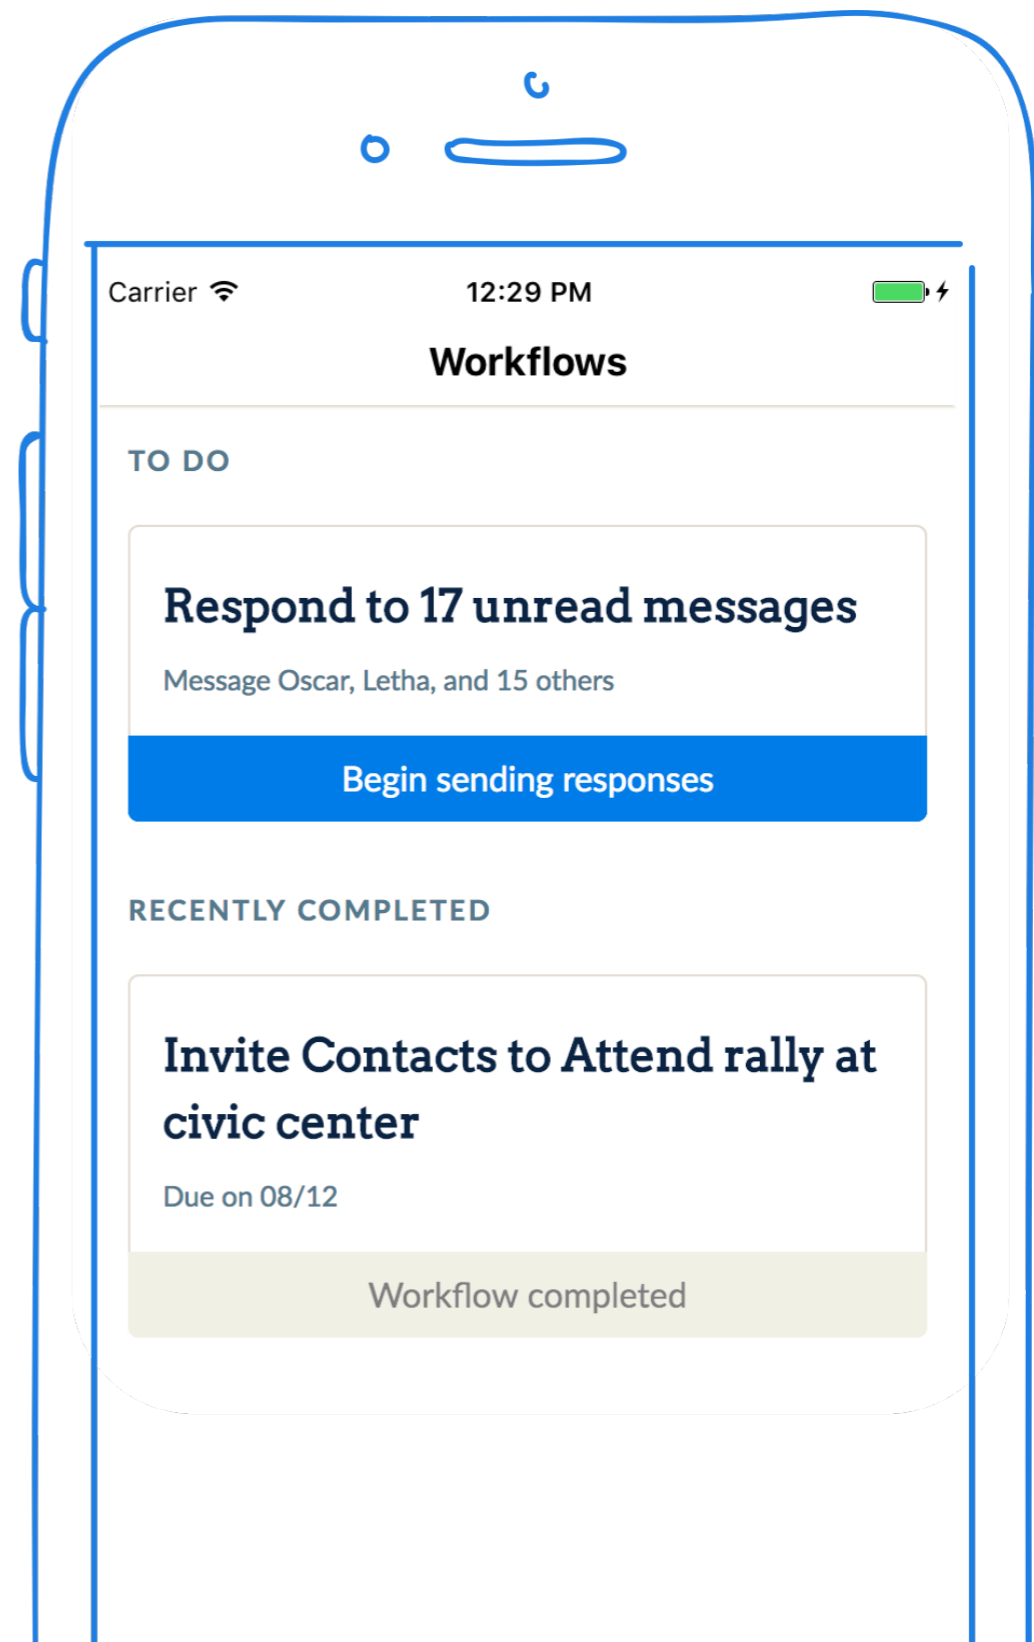 Carrier
12:29 PM
Workflows
TO DO
Respond to 17 unread messages
Message Oscar, Letha, and 15 others
Begin sending responses
RECENTLY COMPLETED
Invite Contacts to Attend rally at
civic center
Due on 08/12
Workflow completed